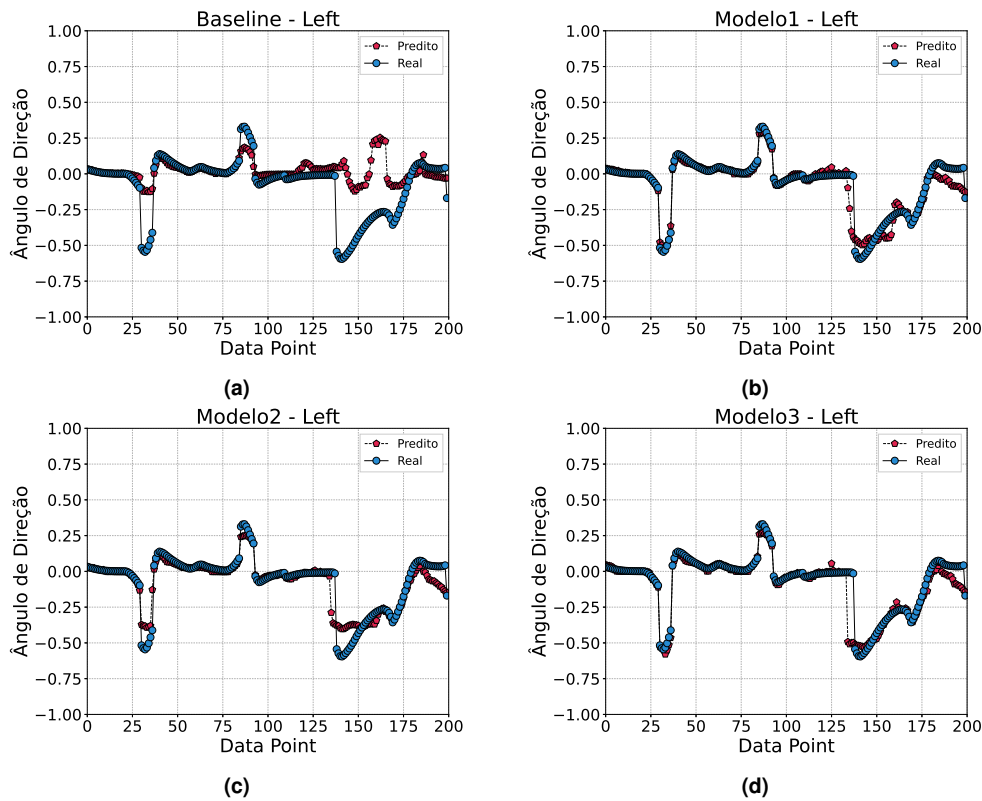 Baseline - Left
1.00
0.75
0.50
0.25
0.00
−0.25
−0.50
−0.75
−1.00
Ângulo de Direção
Predito
Real
0 25 50 75 100 125 150 175 200
Data Point
(a)
Modelo1 - Left
1.00
0.75
0.50
0.25
0.00
−0.25
−0.50
−0.75
−1.00
Ângulo de Direção
Predito
Real
0 25 50 75 100 125 150 175 200
Data Point
(b)
Modelo2 - Left
1.00
0.75
0.50
0.25
0.00
−0.25
−0.50
−0.75
−1.00
Ângulo de Direção
Predito
Real
0 25 50 75 100 125 150 175 200
Data Point
(c)
Modelo3 - Left
1.00
0.75
0.50
0.25
0.00
−0.25
−0.50
−0.75
−1.00
Ângulo de Direção
Predito
Real
0 25 50 75 100 125 150 175 200
Data Point
(d)